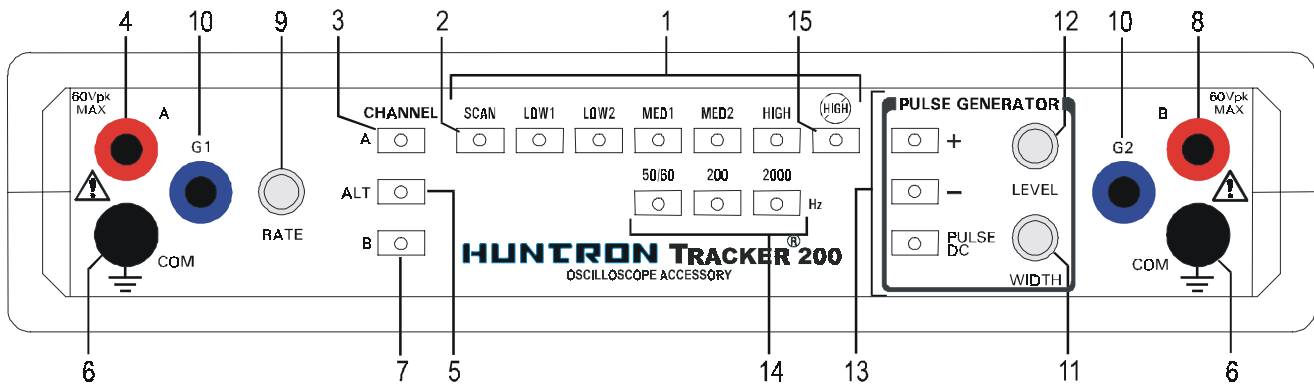 4 10 9 3 2 1 15 12 10 8
60Vpk
MAX
A
G1
RATE
COM
CHANNEL
A
ALT
B
SCAN LOW1 LOW2 MED1 MED2 HIGH HIGH
50/60 200 2000 Hz
HUNTRON TRACKER® 200
OSCILLOSCOPE ACCESSORY
PULSE GENERATOR
+
−
PULSE
DC
LEVEL
WIDTH
60Vpk
MAX
B
G2
COM
6 7 5 14 13 11 6